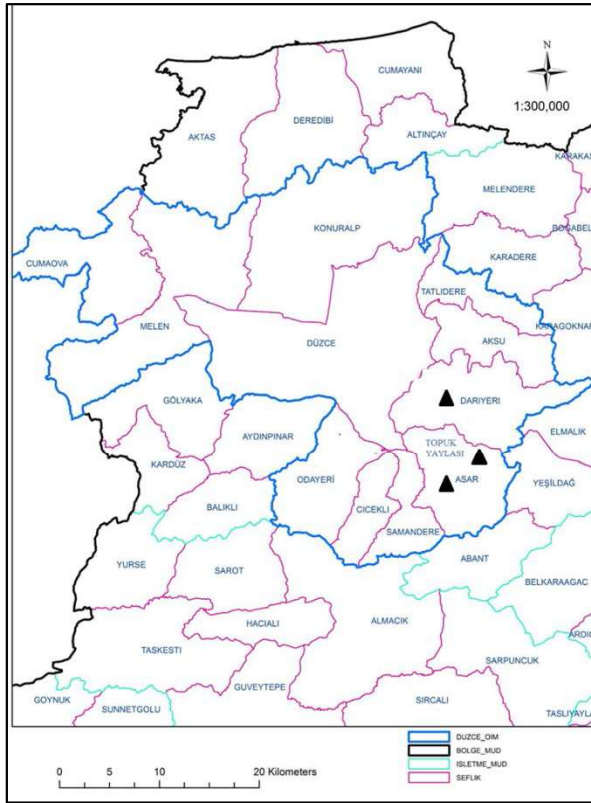 CUMAYANI
N
1:300,000
DEREDİBİ
AKTAS
ALTINÇAY
KARAKAS
MELENDERE
KONURALP
BOGABEL
KARADERE
CUMAOVA
TATLIDERE
KARAGOKNAR
MELEN
DÜZCE
AKSU
GÖLYAKA
DARIYERI
ELMALIK
AYDINPINAR
TOPUK
YAYLASI
KARDÜZ
ODAYERİ
ASAR
YEŞİLDAĞ
BALIKLI
CICEKLI
SAMANDERE
ABANT
YURSE
SAROT
BELKARAAGAC
HACIALI
ALMACIK
ARDIC
TASKESTI
SARPUNCUK
GUVEYTEPE
GOYNUK
SUNNETGOLU
SIRCALI
TASLIYAYLA
DUZCE_OIM
BOLGE_MUD
ISLETME_MUD
SEFLIK
0 5 10 20 Kilometers